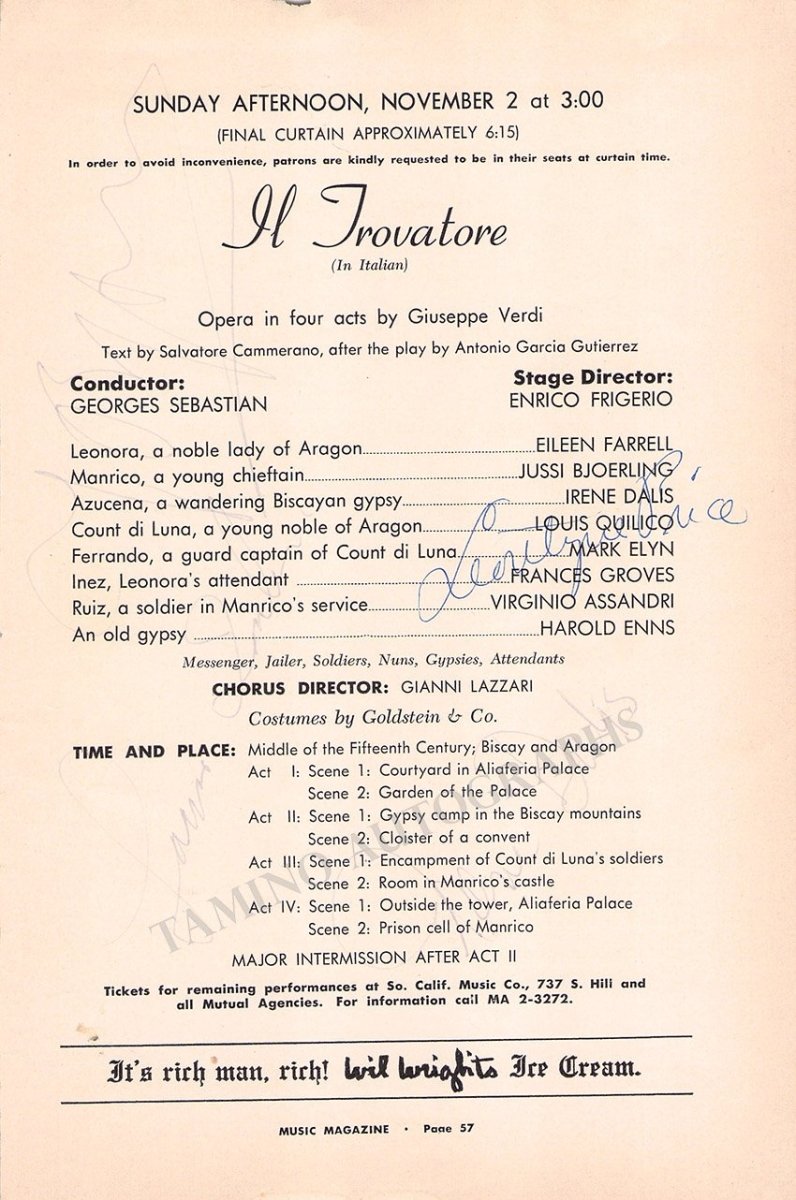 SUNDAY AFTERNOON, NOVEMBER 2 at 3:00
(FINAL CURTAIN APPROXIMATELY 6:15)
In order to avoid inconvenience, patrons are kindly requested to be in their seats at curtain time.
Il Trovatore
(In Italian)
Opera in four acts by Giuseppe Verdi
Text by Salvatore Cammerano, after the play by Antonio Garcia Gutierrez
Conductor: Stage Director:
GEORGES SEBASTIAN ENRICO FRIGERIO
Leonora, a noble lady of Aragon EILEEN FARRELL
Manrico, a young chieftain JUSSI BJOERLING
Azucena, a wandering Biscayan gypsy IRENE DALIS
Count di Luna, a young noble of Aragon LOUIS QUILICO
Ferrando, a guard captain of Count di Luna MARK ELYN
Inez, Leonora's attendant FRANCES GROVES
Ruiz, a soldier in Manrico's service VIRGINIO ASSANDRI
An old gypsy HAROLD ENNS
Leontyne Price
Messenger, Jailer, Soldiers, Nuns, Gypsies, Attendants
CHORUS DIRECTOR: GIANNI LAZZARI
Costumes by Goldstein & Co.
TIME AND PLACE: Middle of the Fifteenth Century; Biscay and Aragon
Act I: Scene 1: Courtyard in Aliaferia Palace
Scene 2: Garden of the Palace
Act II: Scene 1: Gypsy camp in the Biscay mountains
Scene 2: Cloister of a convent
Act III: Scene 1: Encampment of Count di Luna's soldiers
Scene 2: Room in Manrico's castle
Act IV: Scene 1: Outside the tower, Aliaferia Palace
Scene 2: Prison cell of Manrico
TAMINO AUTOGRAPHS
MAJOR INTERMISSION AFTER ACT II
Tickets for remaining performances at So. Calif. Music Co., 737 S. Hill and
all Mutual Agencies. For information call MA 2-3272.
It's rich man, rich! Wil Wright's Ice Cream.
MUSIC MAGAZINE • Page 57